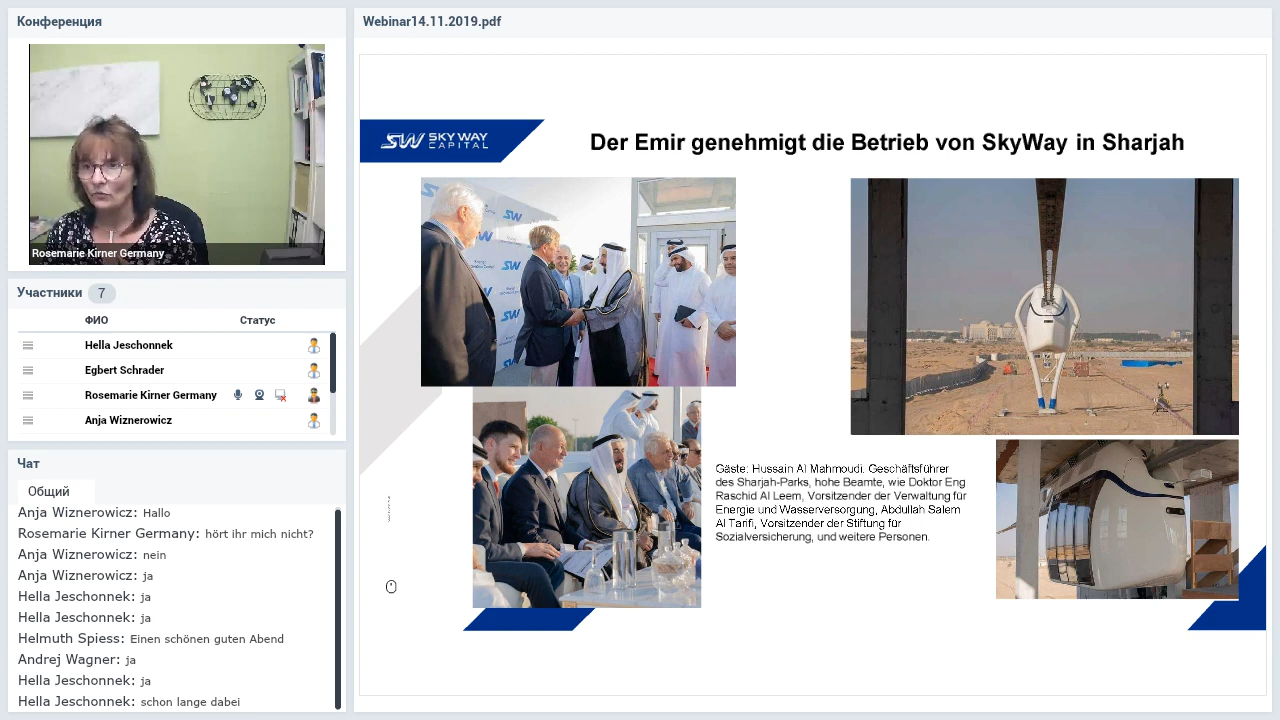 Конференция
Rosemarie Kirner Germany
Участники 7
ФИО Статус
Hella Jeschonnek
Egbert Schrader
Rosemarie Kirner Germany
Anja Wiznerowicz
Чат
Общий
Anja Wiznerowicz: Hallo
Rosemarie Kirner Germany: hört ihr mich nicht?
Anja Wiznerowicz: nein
Anja Wiznerowicz: ja
Hella Jeschonnek: ja
Hella Jeschonnek: ja
Helmuth Spiess: Einen schönen guten Abend
Andrej Wagner: ja
Hella Jeschonnek: ja
Hella Jeschonnek: schon lange dabei
Webinar14.11.2019.pdf
SW SKY WAY
CAPITAL
Der Emir genehmigt die Betrieb von SkyWay in Sharjah
SW
SW
SW
SW
Gäste: Hussain Al Mahmoudi. Geschäftsführer
des Sharjah-Parks, hohe Beamte, wie Doktor Eng
Raschid Al Leem, Vorsitzender der Verwaltung für
Energie und Wasserversorgung, Abdullah Salem
Al Tarifi, Vorsitzender der Stiftung für
Sozialversicherung, und weitere Personen.